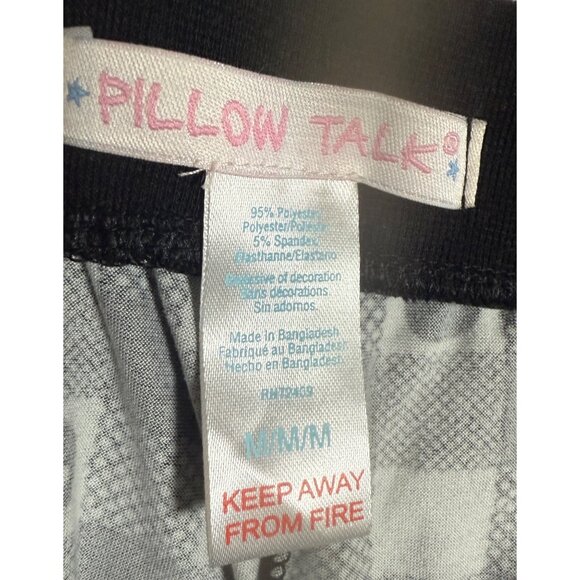 PILLOW TALK®
95% Polyester/
Polyester/Poliéster
5% Spandex/
Elasthanne/Elastano
Exclusive of decoration
Sans décorations.
Sin adornos.
Made in Bangladesh.
Fabriqué au Bangladesh/
Hecho en Bangladesh.
M/M/M
KEEP AWAY
FROM FIRE